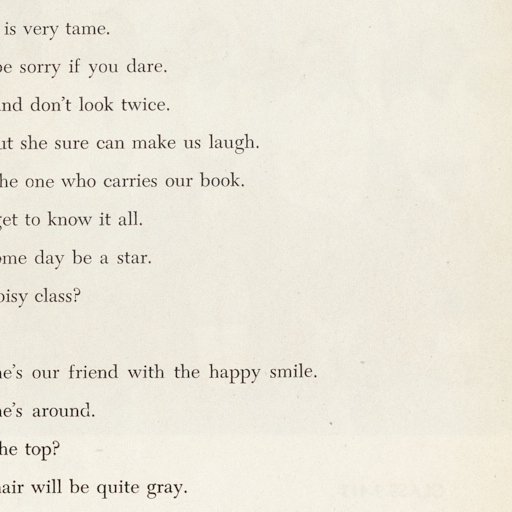 is very tame.
be sorry if you dare.
and don't look twice.
ut she sure can make us laugh.
he one who carries our book.
get to know it all.
ome day be a star.
oisy class?
he's our friend with the happy smile.
he's around.
he top?
hair will be quite gray.